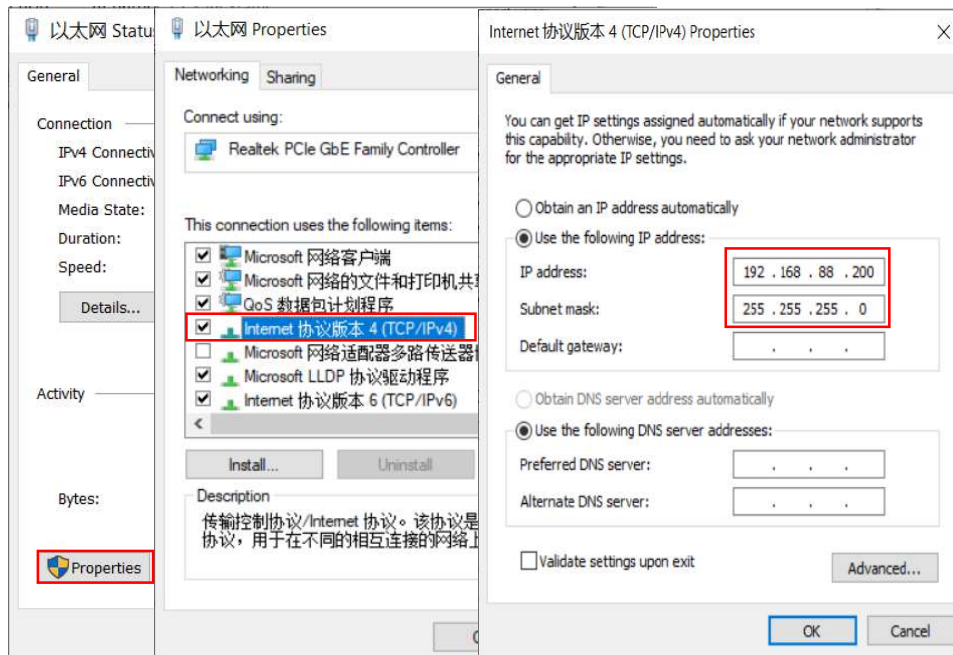 以太网 Statu
General
Connection
IPv4 Connectiv
IPv6 Connectiv
Media State:
Duration:
Speed:
Details...
Activity
Bytes:
Properties
以太网 Properties
Networking
Sharing
Connect using:
Realtek PCIe GbE Family Controller
This connection uses the following items:
Microsoft 网络客户端
Microsoft 网络的文件和打印机共享
QoS 数据包计划程序
Internet 协议版本 4 (TCP/IPv4)
Microsoft 网络适配器多路传送器
Microsoft LLDP 协议驱动程序
Internet 协议版本 6 (TCP/IPv6)
Install...
Uninstall
Description
传输控制协议/Internet 协议。该协议是
协议，用于在不同的相互连接的网络上
Internet 协议版本 4 (TCP/IPv4) Properties
General
You can get IP settings assigned automatically if your network supports
this capability. Otherwise, you need to ask your network administrator
for the appropriate IP settings.
Obtain an IP address automatically
Use the following IP address:
IP address:
192 . 168 . 88 . 200
Subnet mask:
255 . 255 . 255 . 0
Default gateway:
. . .
Obtain DNS server address automatically
Use the following DNS server addresses:
Preferred DNS server:
. . .
Alternate DNS server:
. . .
Validate settings upon exit
Advanced...
OK
Cancel